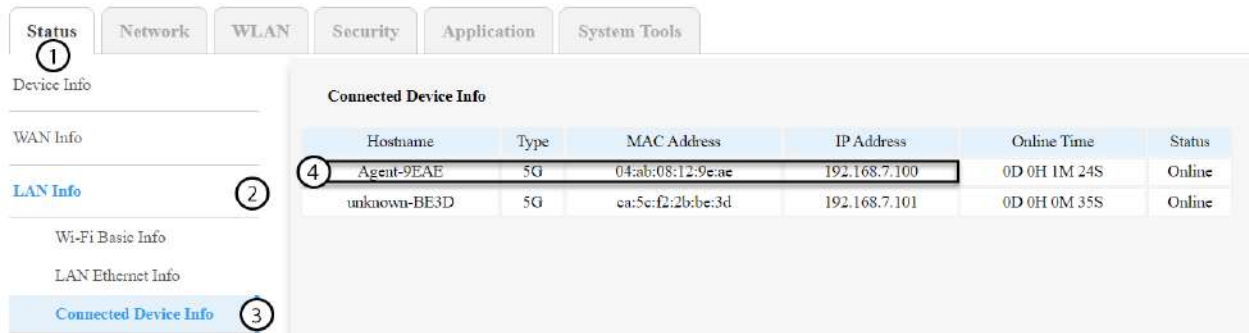 Status Network WLAN Security Application System Tools
1
Device Info
Connected Device Info
WAN Info
Hostname Type MAC Address IP Address Online Time Status
4 Agent-9EAE 5G 04:ab:08:12:9e:ae 192.168.7.100 0D 0H 1M 24S Online
LAN Info 2
unknown-BE3D 5G ca:5c:f2:2b:be:3d 192.168.7.101 0D 0H 0M 35S Online
Wi-Fi Basic Info
LAN Ethernet Info
Connected Device Info 3